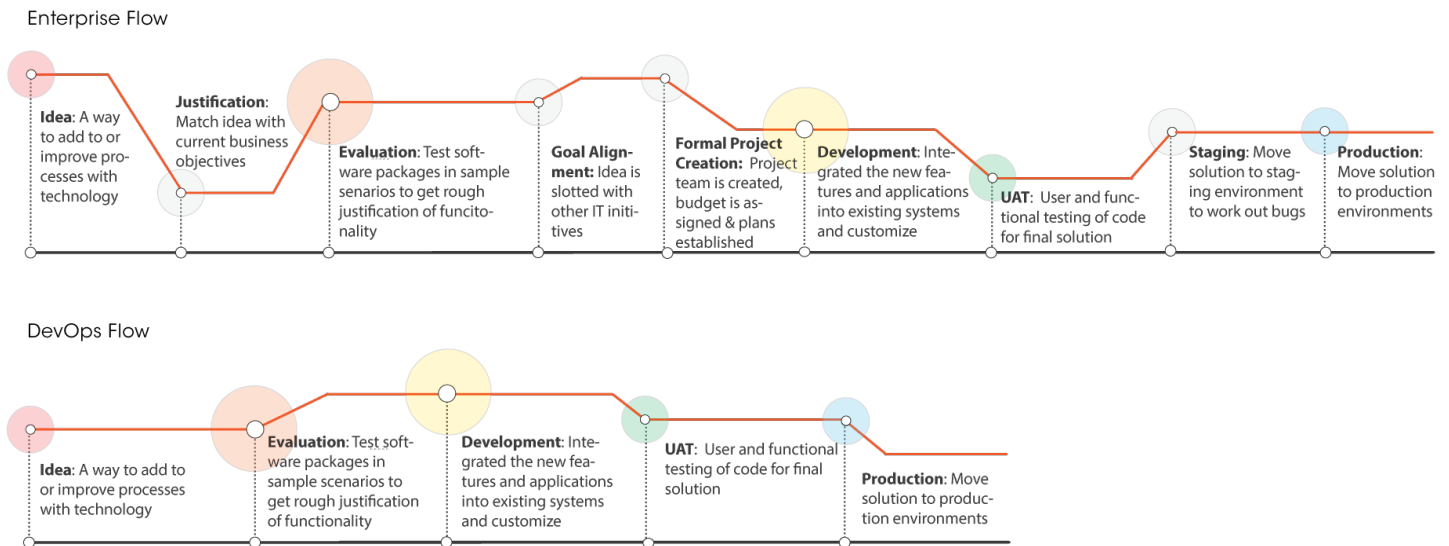 Enterprise Flow
Idea: A way
to add to or
improve pro-
cesses with
technology
Justification:
Match idea with
current business
objectives
Evaluation: Test soft-
ware packages in sample
senarios to get rough
justification of funcito-
nality
Goal Align-
ment: Idea is
slotted with
other IT initi-
tives
Formal Project
Creation: Project
team is created,
budget is as-
signed & plans
established
Development: Inte-
grated the new fea-
tures and applications
into existing systems
and customize
UAT: User and func-
tional testing of code
for final solution
Staging: Move
solution to stag-
ing environment
to work out bugs
Production:
Move solution
to production
environments
DevOps Flow
Idea: A way to add to
or improve processes
with technology
Evaluation: Test soft-
ware packages in
sample scenarios to
get rough justification
of functionality
Development: Inte-
grated the new fea-
tures and applications
into existing systems
and customize
UAT: User and functional
testing of code for final
solution
Production: Move
solution to produc-
tion environments